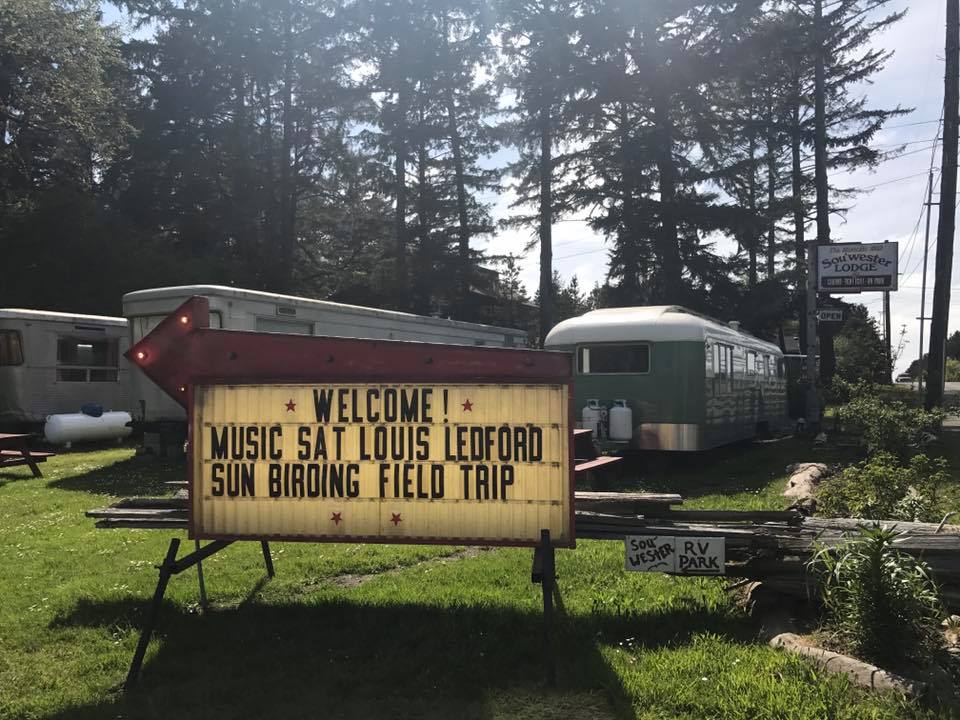 ★ WELCOME! ★
MUSIC SAT LOUIS LEDFORD
SUN BIRDING FIELD TRIP
★ ★
Sou'wester
LODGE
OPEN
SOU'
WESTER
RV
PARK